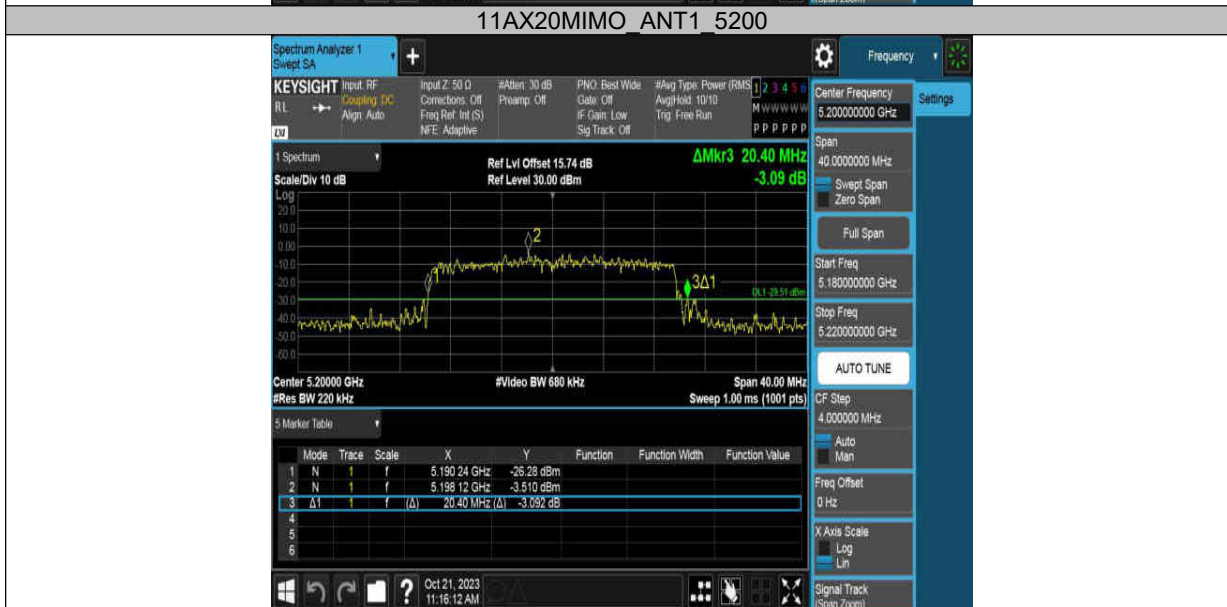 11AX20MIMO_ANT1_5200
Spectrum Analyzer 1
Swept SA
Frequency
KEYSIGHT Input: RF
RL
Coupling: DC
Align: Auto
LXI
Input Z: 50 Ω
Corrections: Off
Freq Ref: Int (S)
NFE: Adaptive
#Atten: 30 dB
Preamp: Off
PNO: Best Wide
Gate: Off
IF Gain: Low
Sig Track: Off
#Avg Type: Power (RMS
Avg|Hold: 10/10
Trig: Free Run
1 2 3 4 5 6
M W W W W W
P P P P P P
Center Frequency
5.200000000 GHz
Settings
1 Spectrum
Scale/Div 10 dB
Log
Ref Lvl Offset 15.74 dB
Ref Level 30.00 dBm
ΔMkr3 20.40 MHz
-3.09 dB
20.0
10.0
0.00
-10.0
-20.0
-30.0
-40.0
-50.0
-60.0
2
1
3Δ1
DL1 -29.51 dBm
Center 5.20000 GHz
#Res BW 220 kHz
#Video BW 680 kHz
Span 40.00 MHz
Sweep 1.00 ms (1001 pts)
Span
40.0000000 MHz
Swept Span
Zero Span
Full Span
Start Freq
5.180000000 GHz
Stop Freq
5.220000000 GHz
AUTO TUNE
CF Step
4.000000 MHz
Auto
Man
Freq Offset
0 Hz
X Axis Scale
Log
Lin
Signal Track
(Span Zoom)
5 Marker Table
Mode Trace Scale X Y Function Function Width Function Value
1 N 1 f 5.190 24 GHz -26.28 dBm
2 N 1 f 5.198 12 GHz -3.510 dBm
3 Δ1 1 f (Δ) 20.40 MHz (Δ) -3.092 dB
4
5
6
Oct 21, 2023
11:16:12 AM